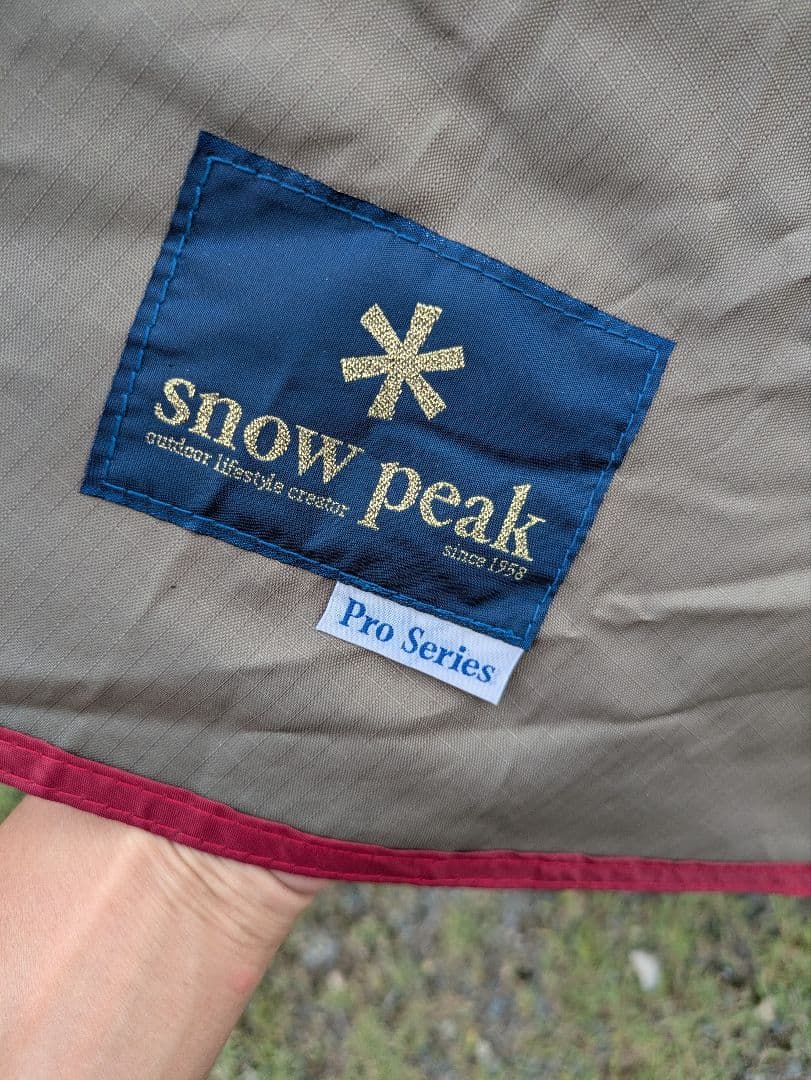 snow peak
outdoor lifestyle creator
since 1958
Pro Series